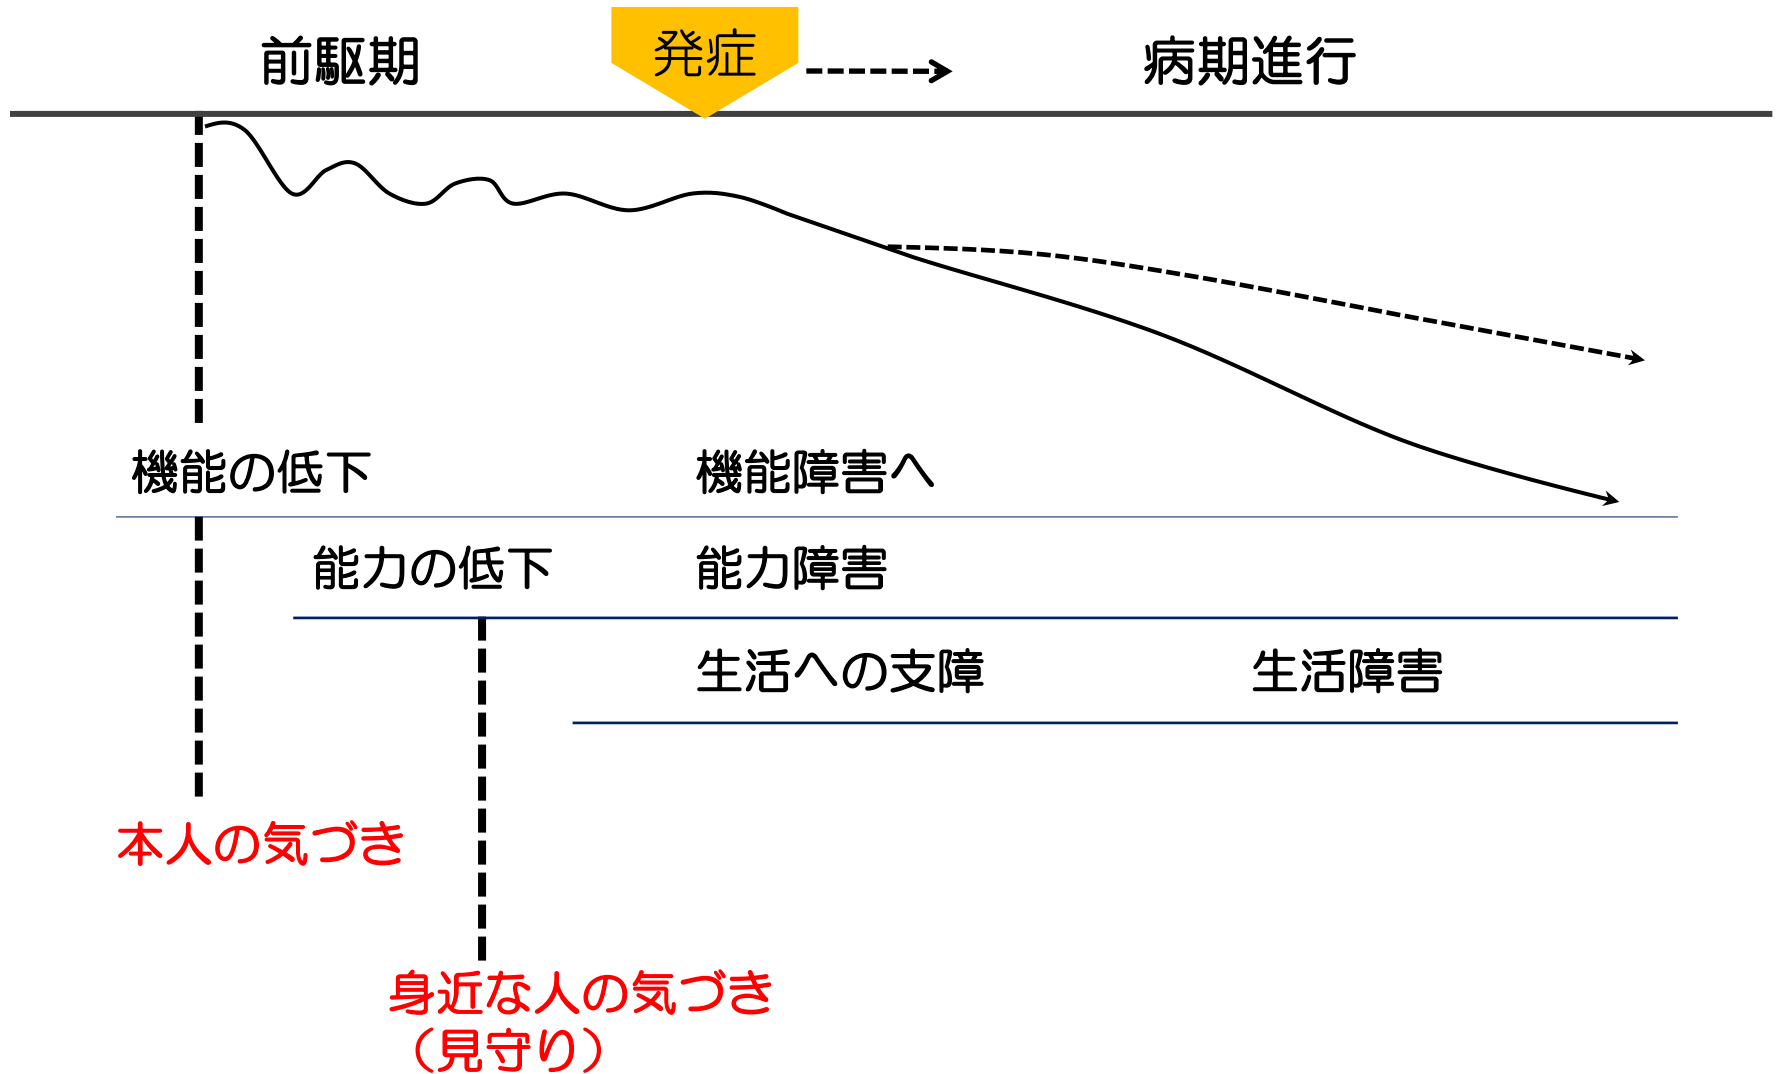 前駆期
発症
病期進行
機能の低下
機能障害へ
能力の低下
能力障害
生活への支障
生活障害
本人の気づき
身近な人の気づき
（見守り）